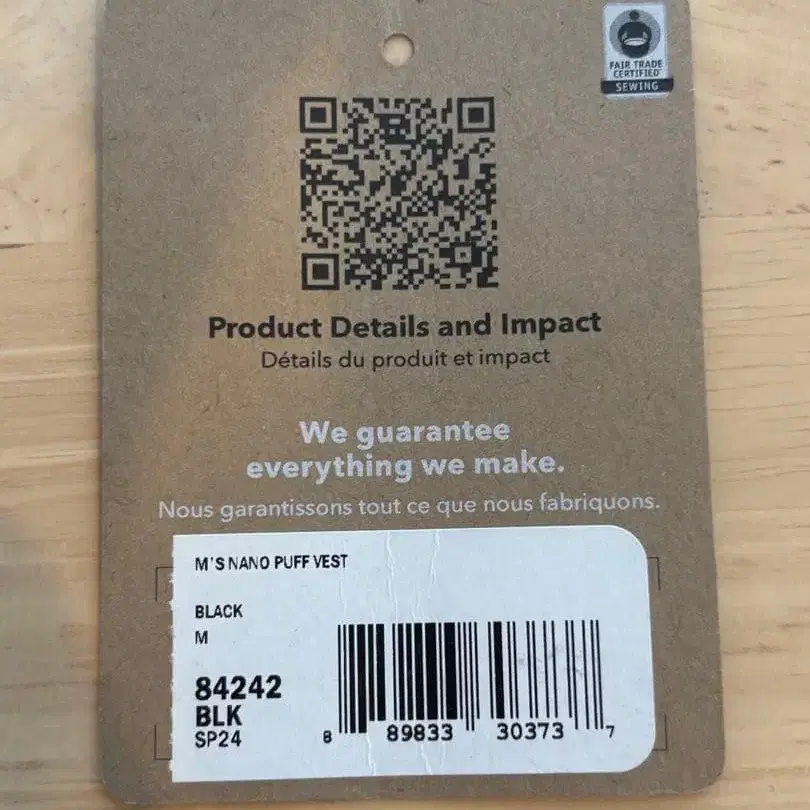 FAIR TRADE
CERTIFIED
SEWING
Product Details and Impact
Détails du produit et impact
We guarantee
everything we make.
Nous garantissons tout ce que nous fabriquons.
M'S NANO PUFF VEST
BLACK
M
84242
BLK
SP24
8 89833 30373 7